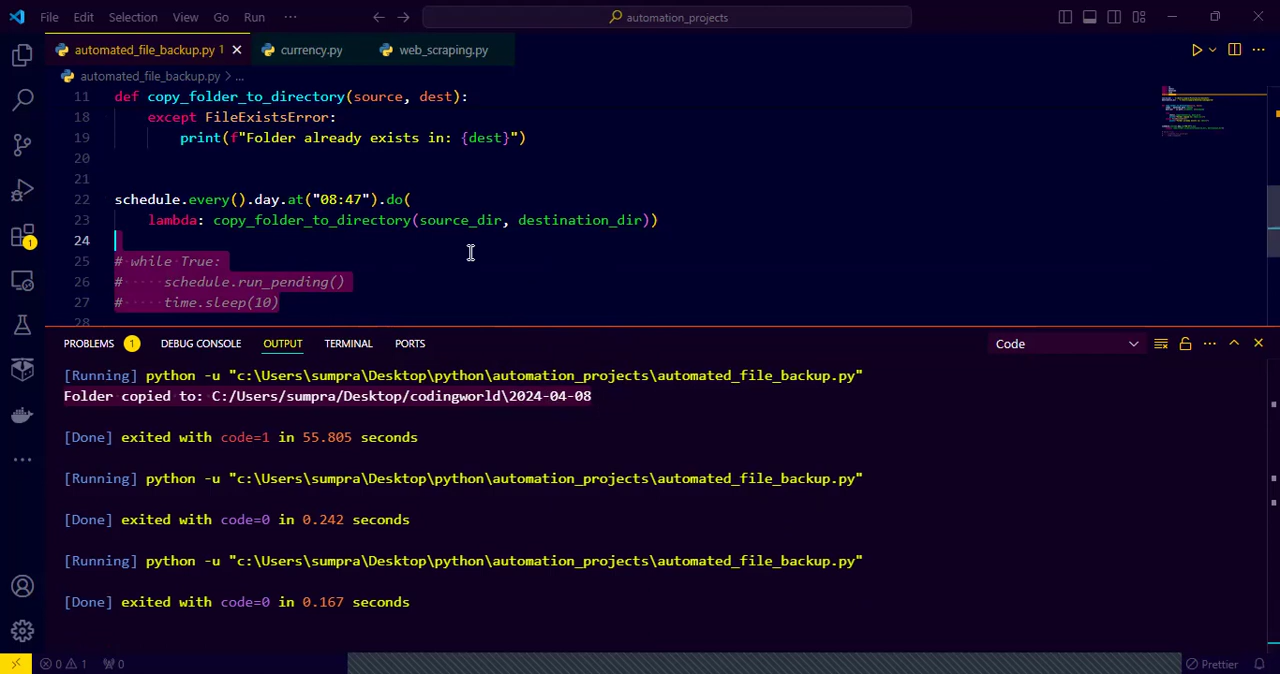 File Edit Selection View Go Run ··· automation_projects
automated_file_backup.py 1 currency.py web_scraping.py
automated_file_backup.py > ...
11 def copy_folder_to_directory(source, dest):
18 except FileExistsError:
19 print(f"Folder already exists in: {dest}")
20
21
22 schedule.every().day.at("08:47").do(
23 lambda: copy_folder_to_directory(source_dir, destination_dir))
24
25 # while True:
26 #     schedule.run_pending()
27 #     time.sleep(10)
28
PROBLEMS 1 DEBUG CONSOLE OUTPUT TERMINAL PORTS Code
[Running] python -u "c:\Users\sumpra\Desktop\python\automation_projects\automated_file_backup.py"
Folder copied to: C:/Users/sumpra/Desktop/codingworld\2024-04-08
[Done] exited with code=1 in 55.805 seconds
[Running] python -u "c:\Users\sumpra\Desktop\python\automation_projects\automated_file_backup.py"
[Done] exited with code=0 in 0.242 seconds
[Running] python -u "c:\Users\sumpra\Desktop\python\automation_projects\automated_file_backup.py"
[Done] exited with code=0 in 0.167 seconds
0 1 0 Prettier